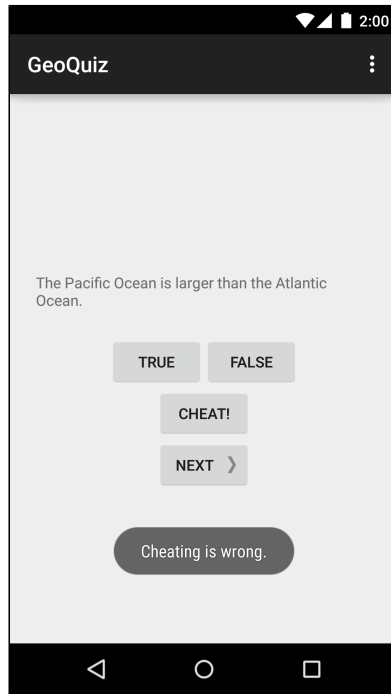 2:00
GeoQuiz
The Pacific Ocean is larger than the Atlantic
Ocean.
TRUE FALSE
CHEAT!
NEXT
Cheating is wrong.